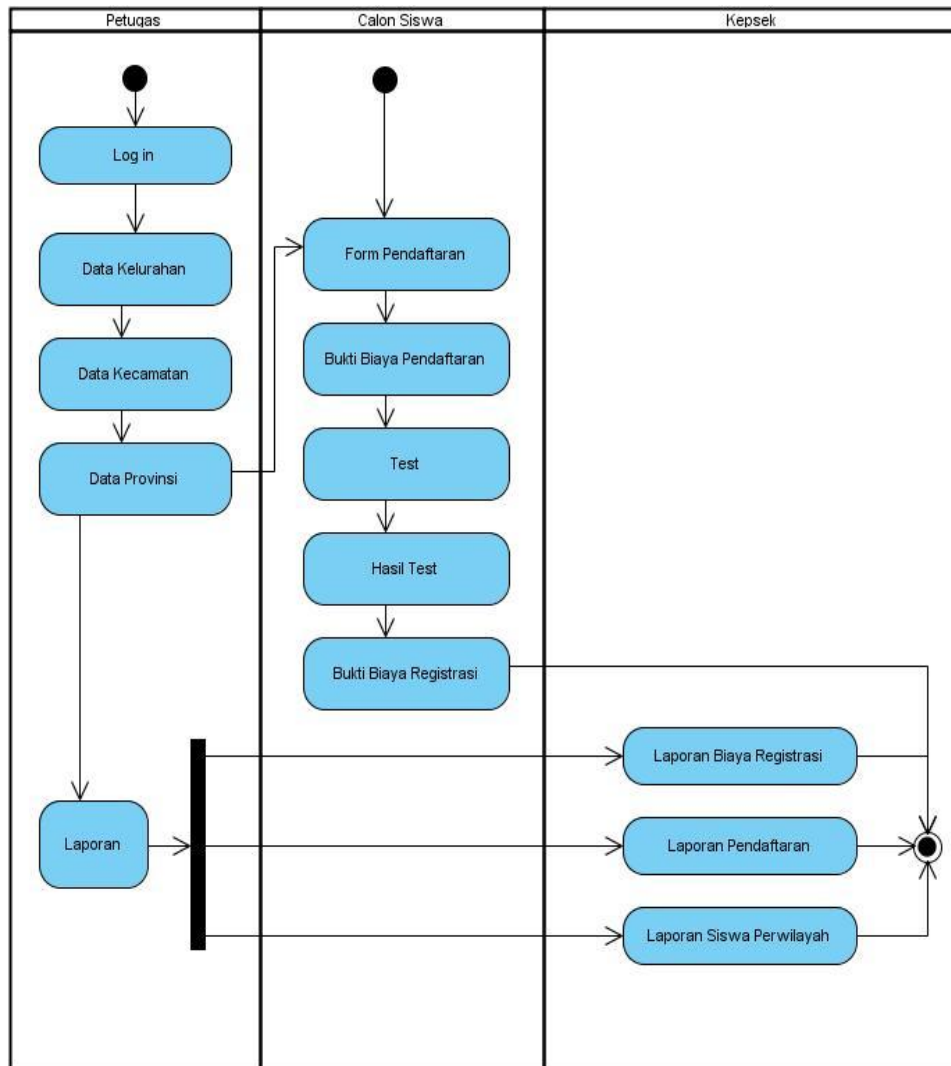 Petugas
Calon Siswa
Kepsek
Log in
Data Kelurahan
Data Kecamatan
Data Provinsi
Laporan
Form Pendaftaran
Bukti Biaya Pendaftaran
Test
Hasil Test
Bukti Biaya Registrasi
Laporan Biaya Registrasi
Laporan Pendaftaran
Laporan Siswa Perwilayah